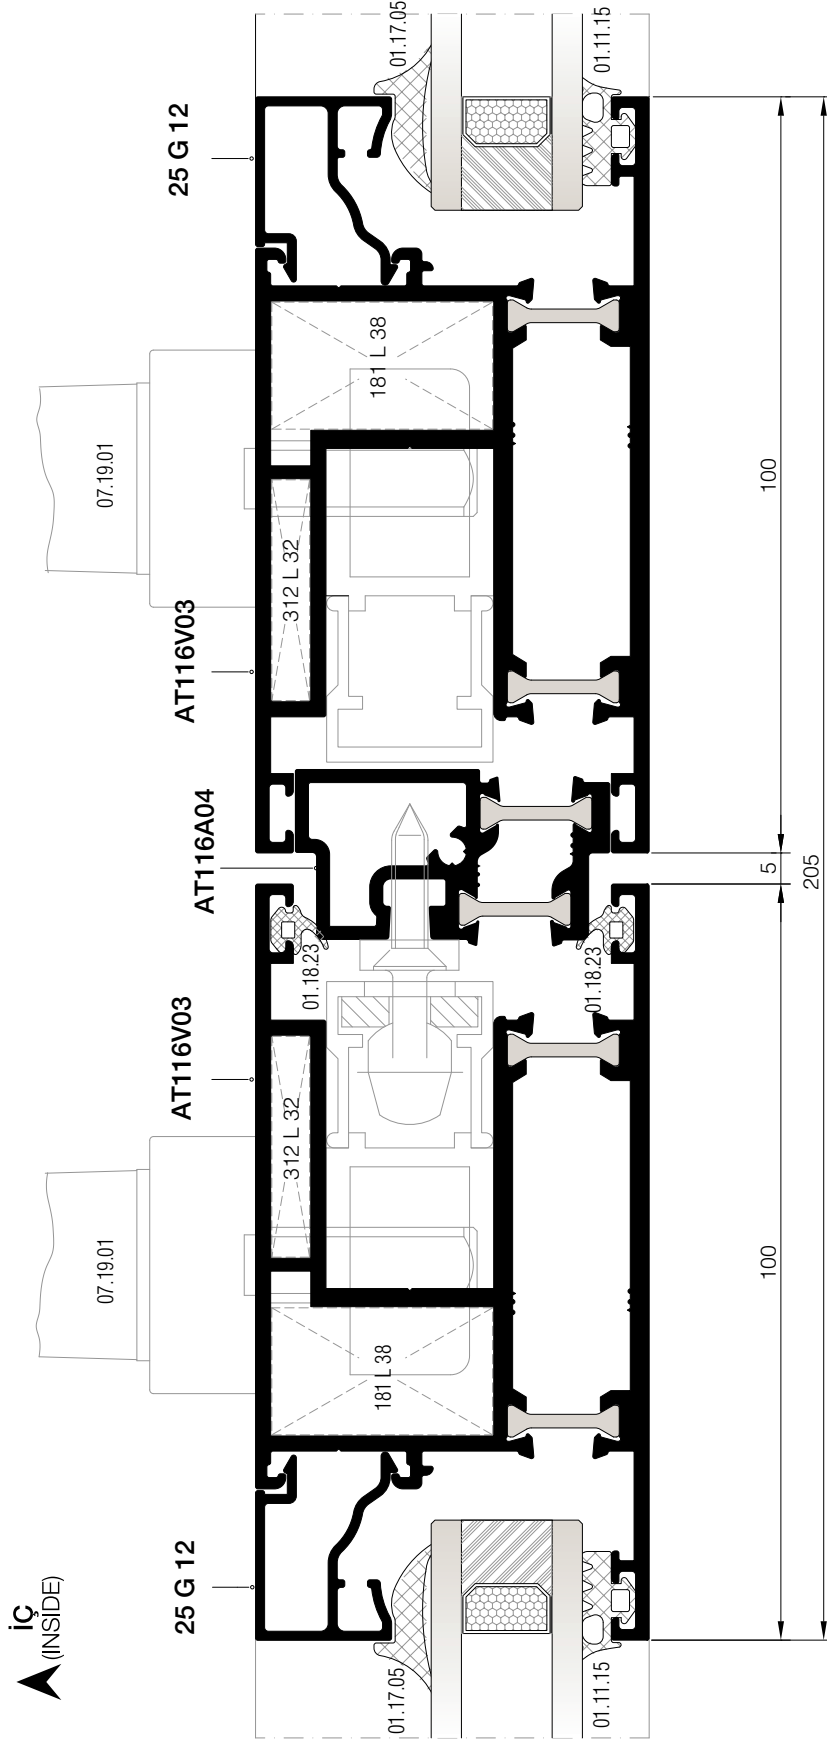 İÇ
(INSIDE)
25 G 12
AT116V03
AT116A04
AT116V03
25 G 12
07.19.01
07.19.01
01.17.05
01.11.15
181 L 38
312 L 32
01.18.23
01.18.23
312 L 32
181 L 38
01.17.05
01.11.15
100
5
100
205